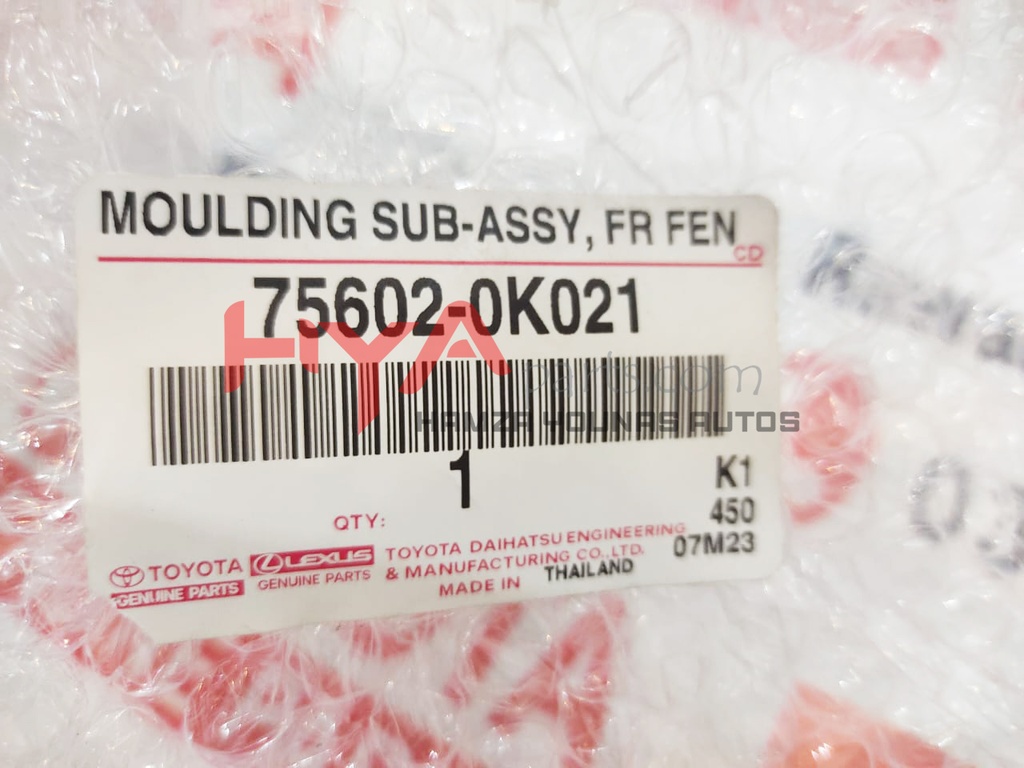 MOULDING SUB-ASSY, FR FEN
CD
75602-0K021
HYA
parts.com
HAMZA YOUNAS AUTOS
1
K1
QTY:
450
07M23
TOYOTA
GENUINE PARTS
LEXUS
GENUINE PARTS
TOYOTA DAIHATSU ENGINEERING
& MANUFACTURING CO., LTD.
MADE IN THAILAND